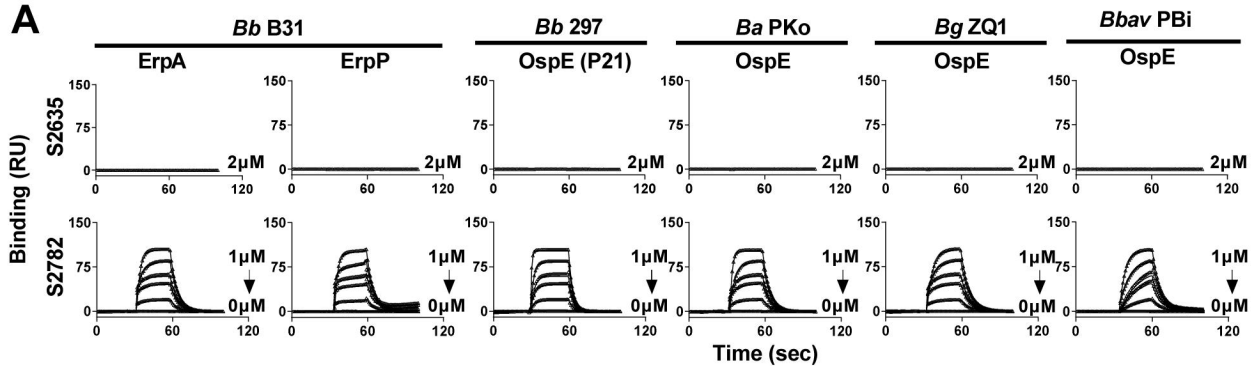 A
Bb B31 Bb 297 Ba PKo Bg ZQ1 Bbav PBi
ErpA ErpP OspE (P21) OspE OspE OspE
Binding (RU)
S2635
150 150 150 150 150 150
75 75 75 75 75 75
2µM 2µM 2µM 2µM 2µM 2µM
0 0 0 0 0 0
0 60 120 0 60 120 0 60 120 0 60 120 0 60 120 0 60 120
S2782
150 150 150 150 150 150
1µM 1µM 1µM 1µM 1µM 1µM
75 75 75 75 75 75
0µM 0µM 0µM 0µM 0µM 0µM
0 0 0 0 0 0
0 60 120 0 60 120 0 60 120 0 60 120 0 60 120 0 60 120
Time (sec)